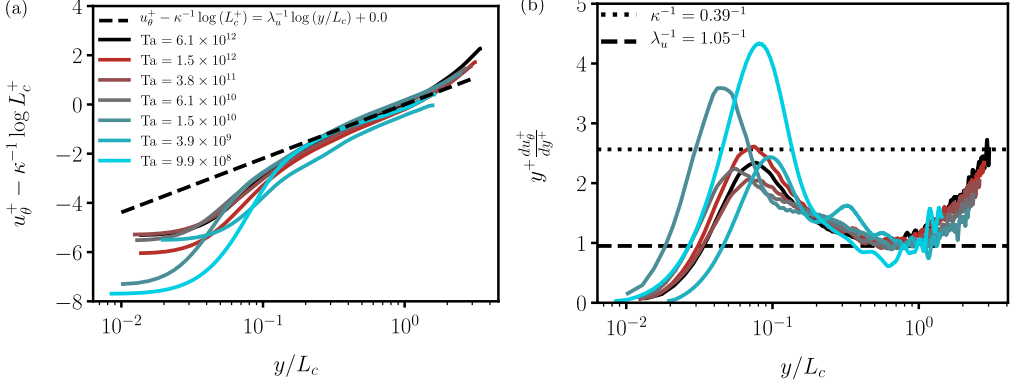 (a)
u_θ^+ − κ^{-1} log L_c^+
4
2
0
−2
−4
−6
−8
u_θ^+ − κ^{-1} log (L_c^+) = λ_u^{-1} log (y/L_c) + 0.0
Ta = 6.1 × 10^{12}
Ta = 1.5 × 10^{12}
Ta = 3.8 × 10^{11}
Ta = 6.1 × 10^{10}
Ta = 1.5 × 10^{10}
Ta = 3.9 × 10^9
Ta = 9.9 × 10^8
10^{-2} 10^{-1} 10^0
y/L_c
(b)
y^+ \frac{du_θ^+}{dy^+}
5
4
3
2
1
0
κ^{-1} = 0.39^{-1}
λ_u^{-1} = 1.05^{-1}
10^{-2} 10^{-1} 10^0
y/L_c